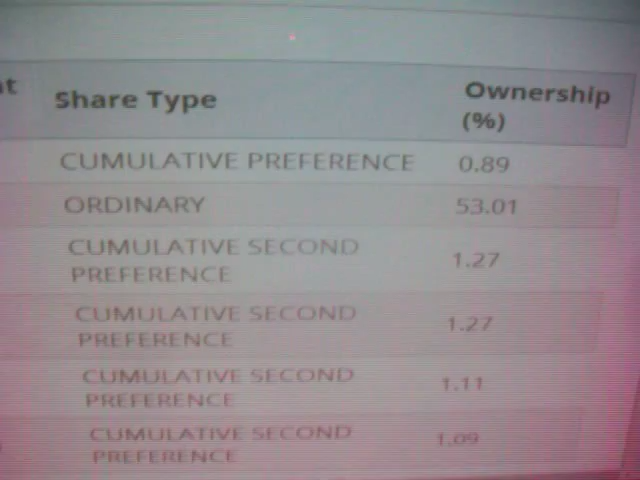 Share Type Ownership
(%)
CUMULATIVE PREFERENCE 0.89
ORDINARY 53.01
CUMULATIVE SECOND
PREFERENCE 1.27
CUMULATIVE SECOND
PREFERENCE 1.27
CUMULATIVE SECOND
PREFERENCE 1.11
CUMULATIVE SECOND
PREFERENCE 1.09